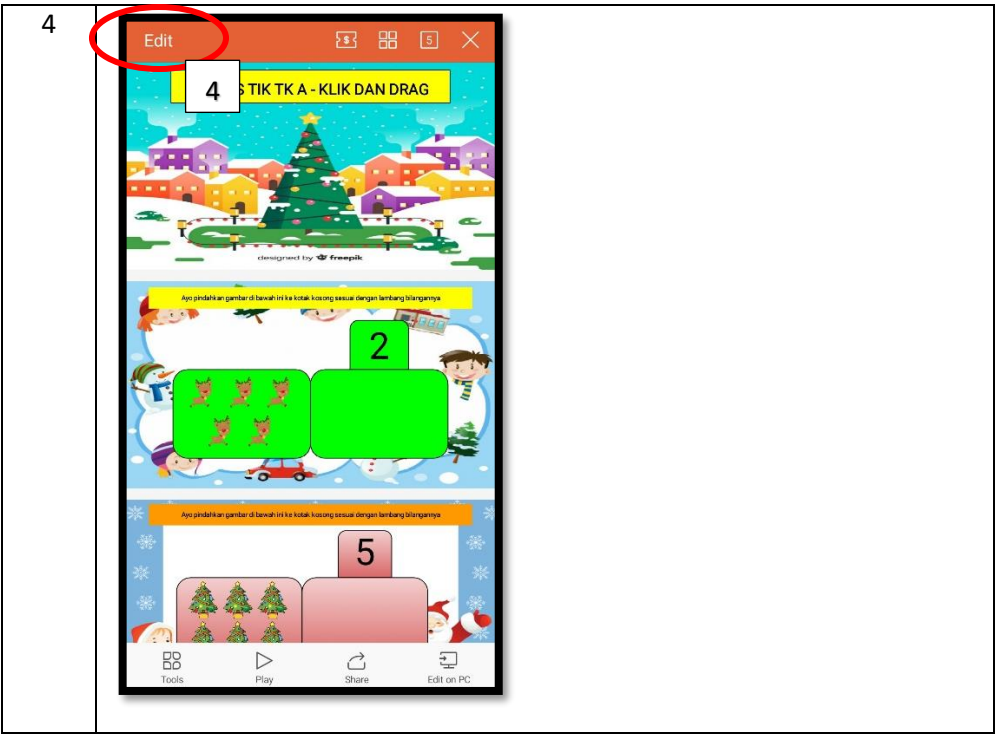 4
Edit
$
5
4
S TIK TK A - KLIK DAN DRAG
designed by freepik
Ayo pindahkan gambar di bawah ini ke kotak kosong sesuai dengan lambang bilangannya
2
Ayo pindahkan gambar di bawah ini ke kotak kosong sesuai dengan lambang bilangannya
5
Tools
Play
Share
Edit on PC